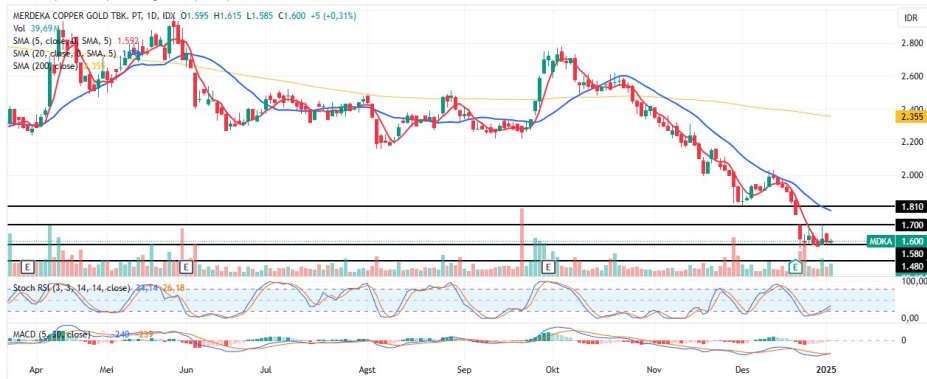 MERDEKA COPPER GOLD TBK. PT, 1D, IDX O1.595 H1.615 L1.585 C1.600 +5 (+0,31%)
IDR
Vol 39,69M
SMA (5, close, 0, SMA, 5) 1.592
SMA (20, close, 0, SMA, 5)
SMA (200, close) 2.355
2.800
2.600
2.400
2.355
2.200
2.000
1.810
1.700
MDKA 1.600
1.580
1.480
E E E E
Stoch RSI (3, 3, 14, 14, close) 34,14 26,18
100,00
0,00
MACD (5, 20, close) -240 -239
0
Apr Mei Jun Jul Agst Sep Okt Nov Des 2025